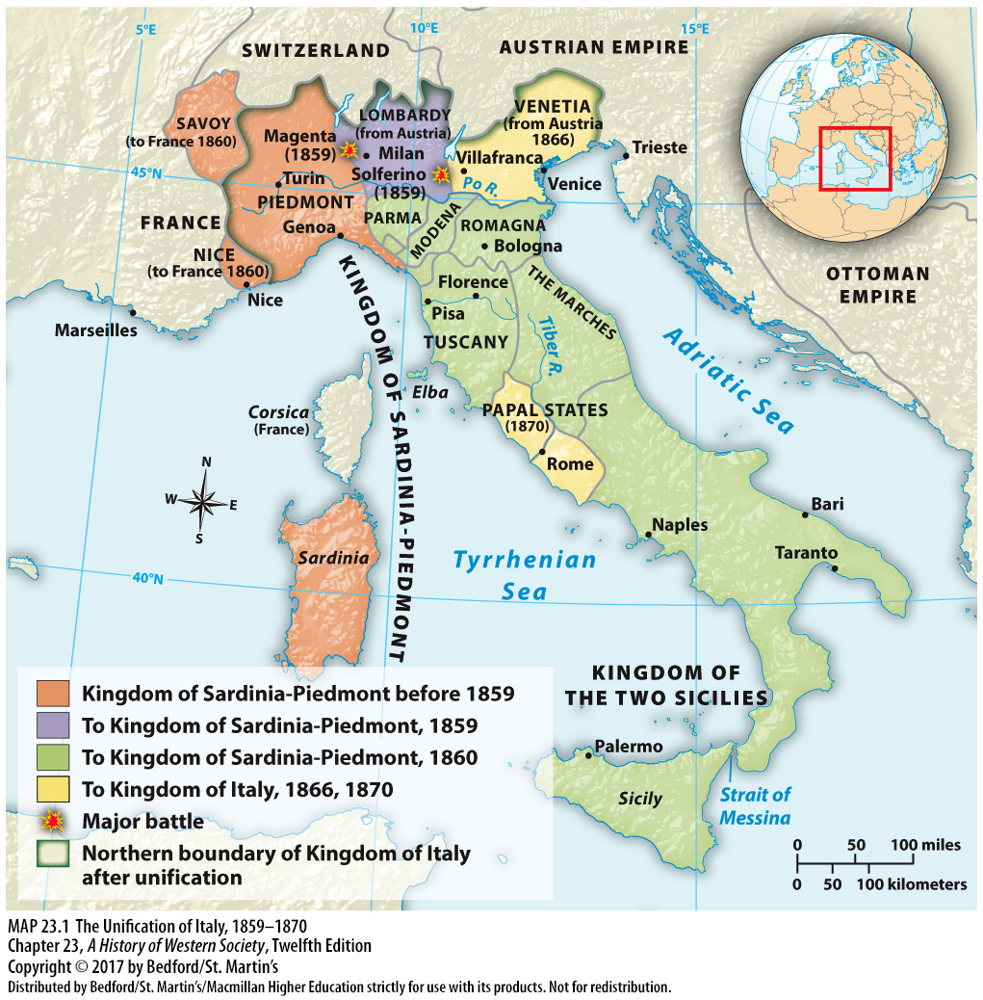 5°E
10°E
15°E
SWITZERLAND
AUSTRIAN EMPIRE
SAVOY
(to France 1860)
Magenta
(1859)
LOMBARDY
(from Austria)
Milan
Solferino
(1859)
VENETIA
(from Austria
1866)
Villafranca
Trieste
Venice
Po R.
45°N
Turin
PIEDMONT
Genoa
PARMA
MODENA
ROMAGNA
Bologna
FRANCE
NICE
(to France 1860)
Nice
Marseilles
OTTOMAN
EMPIRE
Florence
Pisa
TUSCANY
THE MARCHES
Tiber R.
Adriatic Sea
KINGDOM OF SARDINIA-PIEDMONT
Elba
Corsica
(France)
PAPAL STATES
(1870)
Rome
N
W
E
S
Bari
Naples
Taranto
Sardinia
Tyrrhenian
Sea
40°N
KINGDOM OF
THE TWO SICILIES
Palermo
Sicily
Strait of
Messina
Kingdom of Sardinia-Piedmont before 1859
To Kingdom of Sardinia-Piedmont, 1859
To Kingdom of Sardinia-Piedmont, 1860
To Kingdom of Italy, 1866, 1870
Major battle
Northern boundary of Kingdom of Italy
after unification
0 50 100 miles
0 50 100 kilometers
MAP 23.1 The Unification of Italy, 1859–1870
Chapter 23, A History of Western Society, Twelfth Edition
Copyright © 2017 by Bedford/St. Martin's
Distributed by Bedford/St. Martin's/Macmillan Higher Education strictly for use with its products. Not for redistribution.